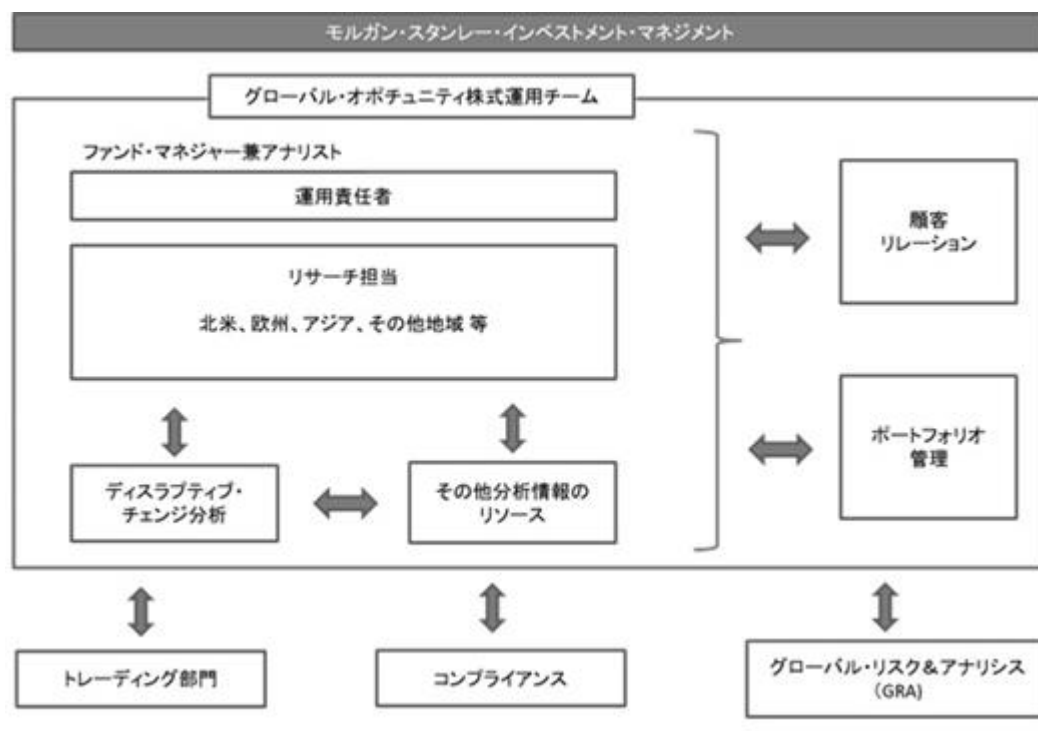 モルガン・スタンレー・インベストメント・マネジメント
グローバル・オポチュニティ株式運用チーム
ファンド・マネジャー兼アナリスト
運用責任者
リサーチ担当
北米、欧州、アジア、その他地域 等
顧客
リレーション
ディスラプティブ・
チェンジ分析
その他分析情報の
リソース
ポートフォリオ
管理
トレーディング部門
コンプライアンス
グローバル・リスク&アナリシス
(GRA)